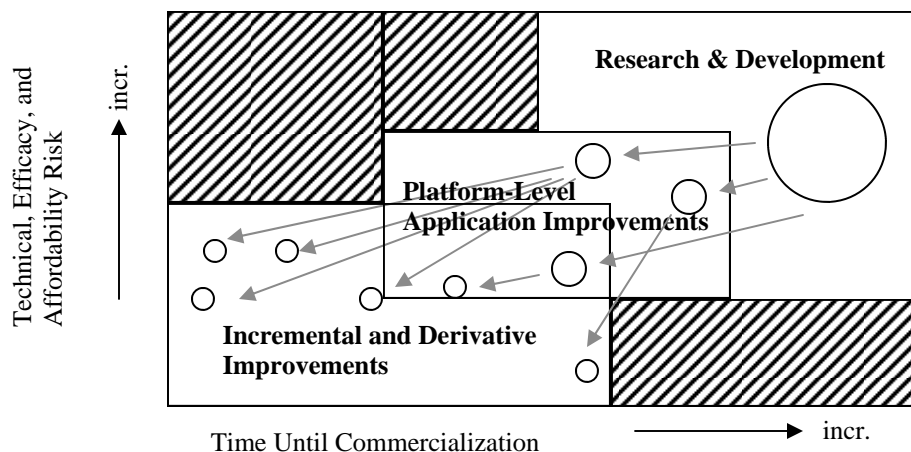 Technical, Efficacy, and
Affordability Risk
incr.
Research & Development
Platform-Level
Application Improvements
Incremental and Derivative
Improvements
Time Until Commercialization
incr.